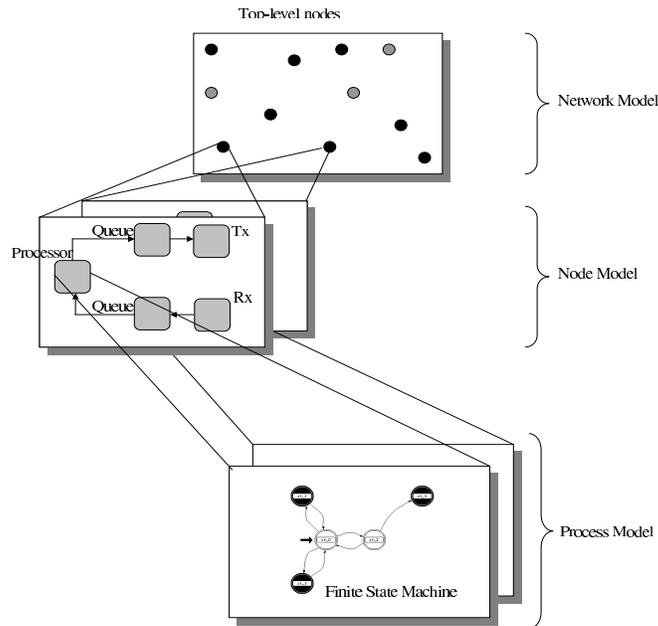 Top-level nodes
Network Model
Queue
Tx
Processor
Node Model
Queue
Rx
Process Model
Finite State Machine